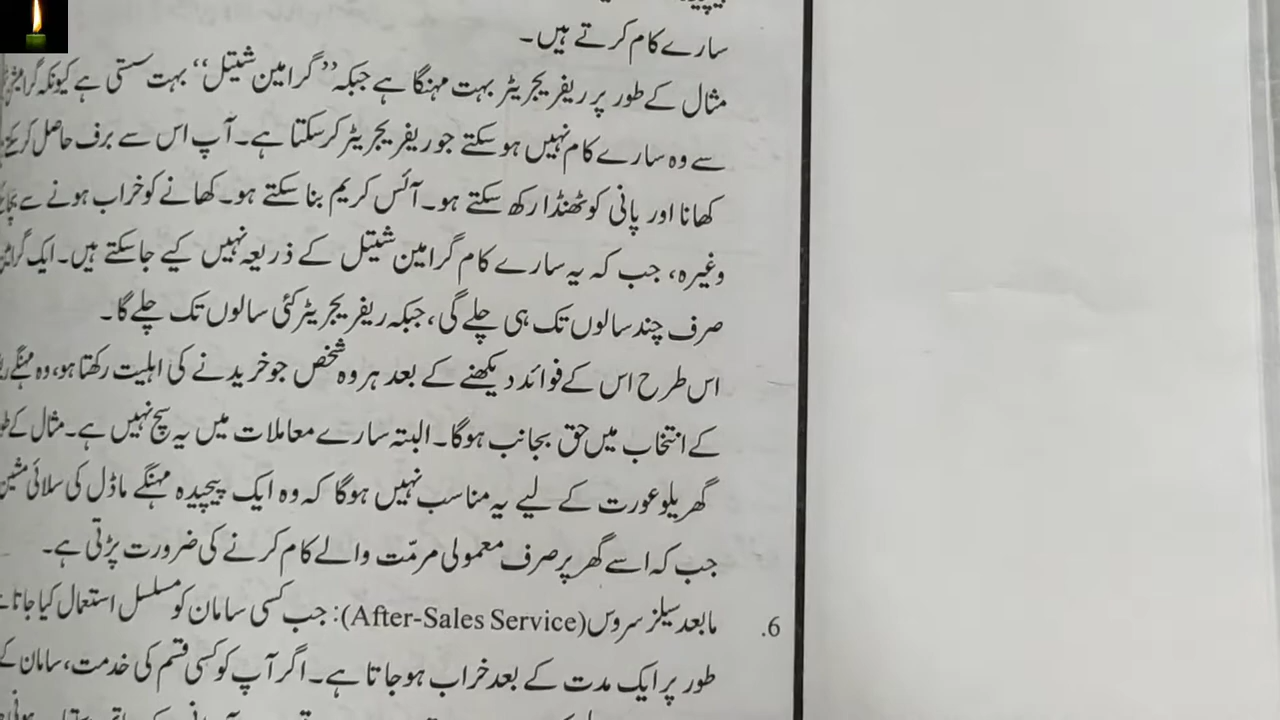 سارے کام کرتے ہیں۔
مثال کے طور پر ریفریجریٹر بہت مہنگا ہے جبکہ ”گرامین شیتل“ بہت سستی ہے کیونکہ
سے وہ سارے کام نہیں ہو سکتے جو ریفریجریٹر کر سکتا ہے۔ آپ اس سے برف حاصل
کھانا اور پانی کو ٹھنڈا رکھ سکتے ہو۔ آئس کریم بنا سکتے ہو۔ کھانے کو خراب ہونے سے
وغیرہ، جب کہ یہ سارے کام گرامین شیتل کے ذریعہ نہیں کیے جا سکتے ہیں۔ ایک
صرف چند سالوں تک ہی چلے گی، جبکہ ریفریجریٹر کئی سالوں تک چلے گا۔
اس طرح اس کے فوائد دیکھنے کے بعد ہر وہ شخص جو خریدنے کی اہلیت رکھتا ہو، وہ مہنگے
کے انتخاب میں حق بجانب ہوگا۔ البتہ سارے معاملات میں یہ سچ نہیں ہے۔ مثال کے
گھریلو عورت کے لیے یہ مناسب نہیں ہوگا کہ وہ ایک پیچیدہ مہنگے ماڈل کی سلائی مشین
جب کہ اسے گھر پر صرف معمولی مرمّت والے کام کرنے کی ضرورت پڑتی ہے۔
6. مابعد سیلز سروس (After-Sales Service): جب کسی سامان کو مسلسل استعمال کیا جاتا
طور پر ایک مدت کے بعد خراب ہو جاتا ہے۔ اگر آپ کو کسی قسم کی خدمت، سامان کے